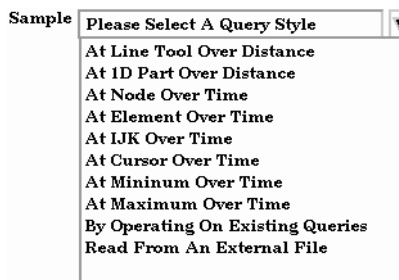 Sample Please Select A Query Style
At Line Tool Over Distance
At 1D Part Over Distance
At Node Over Time
At Element Over Time
At IJK Over Time
At Cursor Over Time
At Mininum Over Time
At Maximum Over Time
By Operating On Existing Queries
Read From An External File